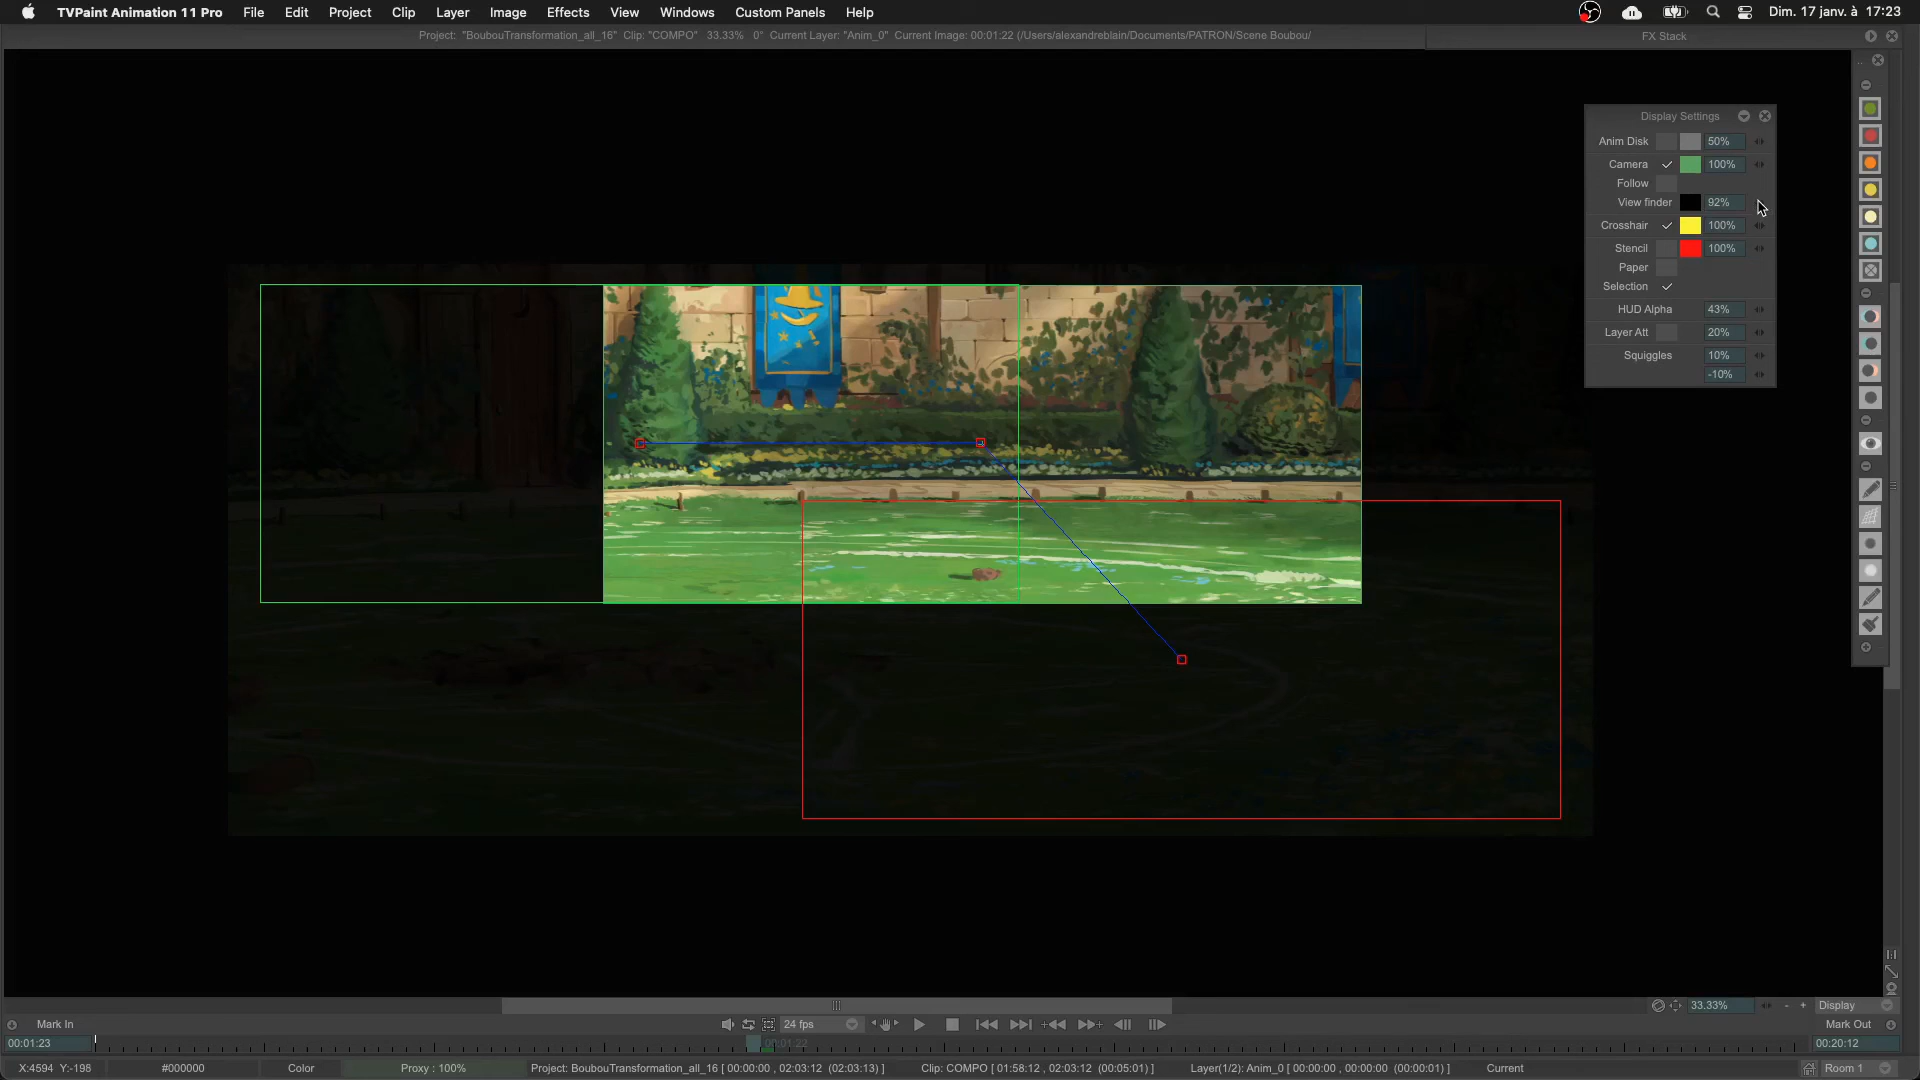 TVPaint Animation 11 Pro File Edit Project Clip Layer Image Effects View Windows Custom Panels Help Dim. 17 janv. à 17:23
Project: "BoubouTransformation_all_16" Clip: "COMPO" 33.33% 0° Current Layer: "Anim_0" Current Image: 00:01:22 (/Users/alexandreblain/Documents/PATRON/Scene Boubou/
FX Stack
Display Settings
Anim Disk 50%
Camera 100%
Follow
View finder 92%
Crosshair 100%
Stencil 100%
Paper
Selection
HUD Alpha 43%
Layer Att 20%
Squiggles 10%
-10%
33.33% - + Display
Mark In 24 fps Mark Out
00:01:23 00:01:22 00:20:12
X:4594 Y:-198 #000000 Color Proxy : 100% Project: BoubouTransformation_all_16 [ 00:00:00 , 02:03:12 (02:03:13) ] Clip: COMPO [ 01:58:12 , 02:03:12 (00:05:01) ] Layer(1/2): Anim_0 [ 00:00:00 , 00:00:00 (00:00:01) ] Current Room 1